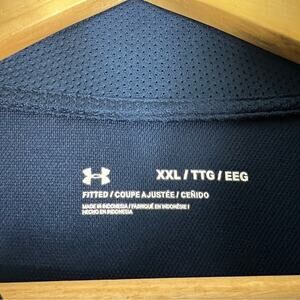 XXL / TTG / EEG
FITTED / COUPE AJUSTÉE / CEÑIDO
MADE IN INDONESIA / FABRIQUÉ EN INDONÉSIE /
HECHO EN INDONESIA